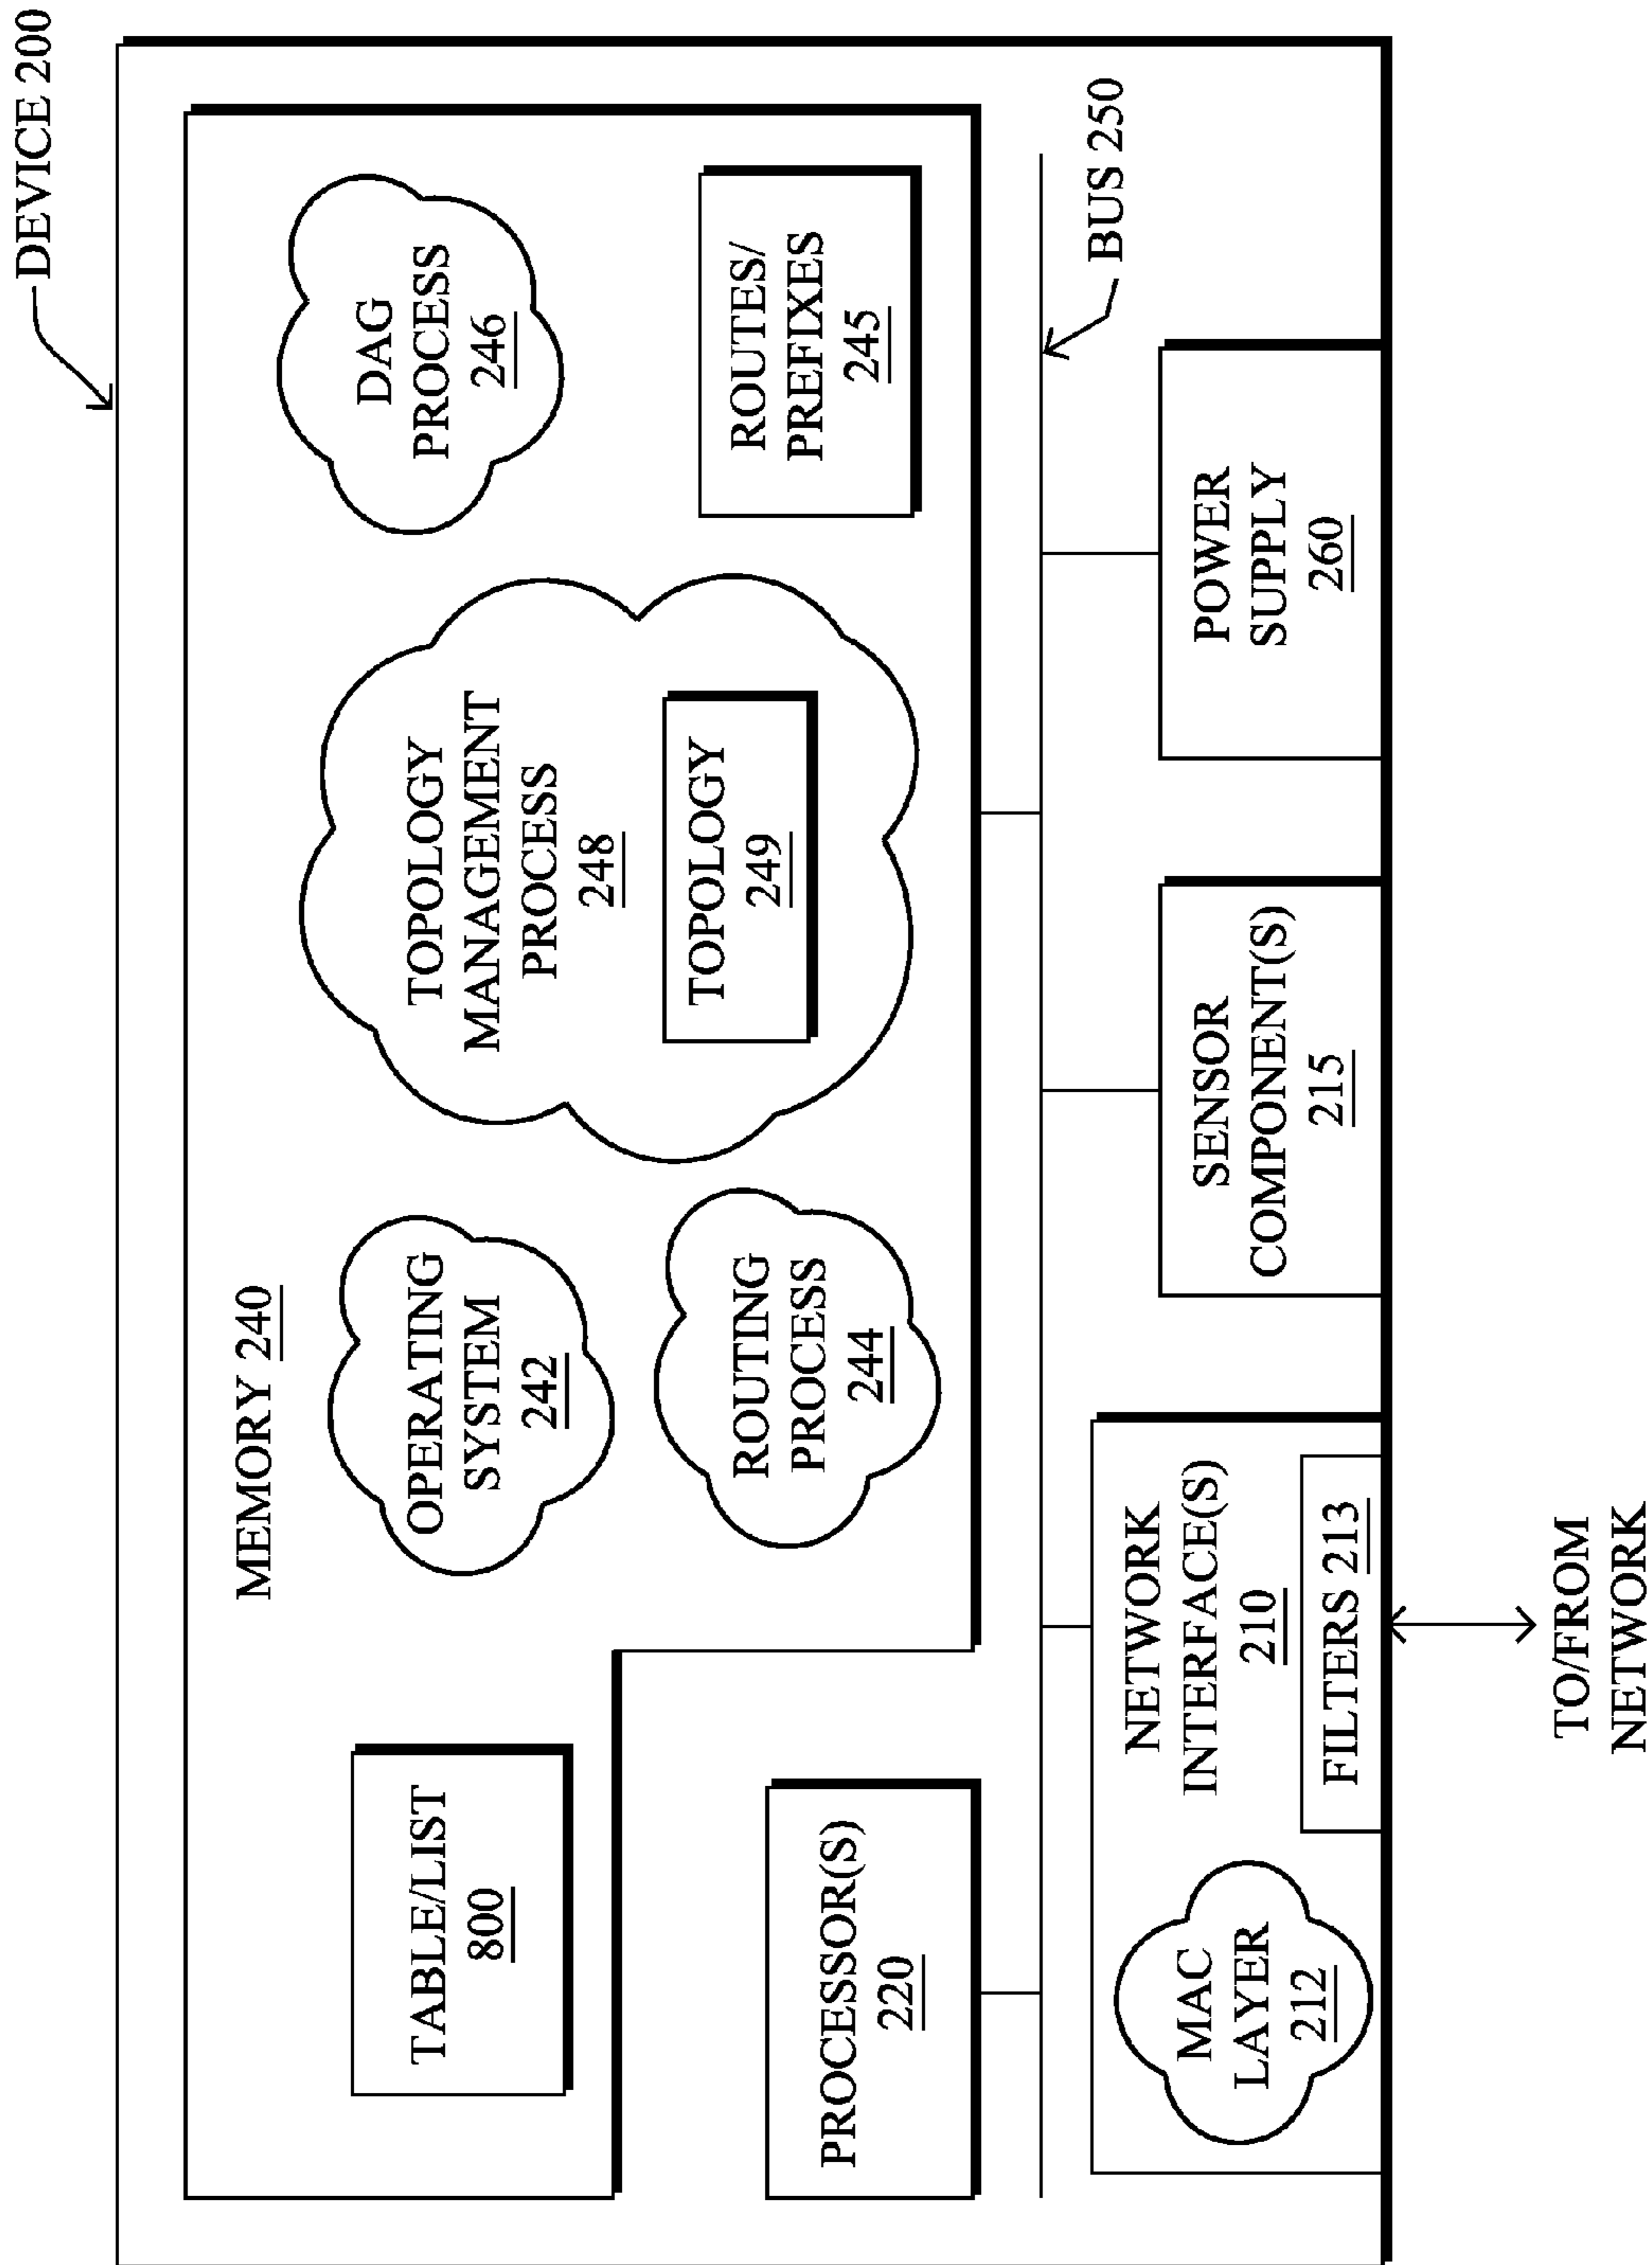 DEVICE 200
MEMORY 240
TABLE/LIST
800
OPERATING
SYSTEM
242
ROUTING
PROCESS
244
TOPOLOGY
MANAGEMENT
PROCESS
248
TOPOLOGY
249
DAG
PROCESS
246
ROUTES/
PREFIXES
245
PROCESSOR(S)
220
BUS 250
MAC
LAYER
212
NETWORK
INTERFACE(S)
210
FILTERS 213
SENSOR
COMPONENT(S)
215
POWER
SUPPLY
260
TO/FROM
NETWORK